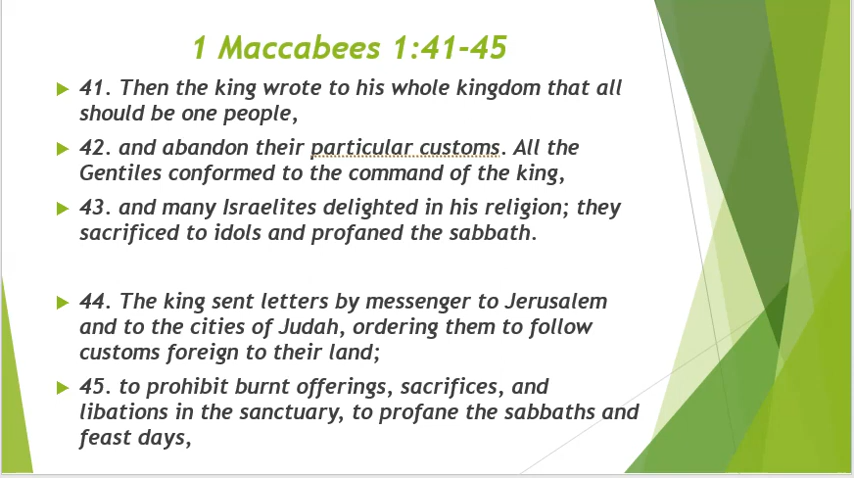 1 Maccabees 1:41-45
41. Then the king wrote to his whole kingdom that all
should be one people,
42. and abandon their particular customs. All the
Gentiles conformed to the command of the king,
43. and many Israelites delighted in his religion; they
sacrificed to idols and profaned the sabbath.
44. The king sent letters by messenger to Jerusalem
and to the cities of Judah, ordering them to follow
customs foreign to their land;
45. to prohibit burnt offerings, sacrifices, and
libations in the sanctuary, to profane the sabbaths and
feast days,